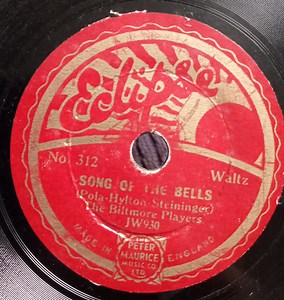 Eclipse
No 312 Waltz
SONG OF THE BELLS
(Pola-Hylton-Steininger)
The Biltmore Players
JW930
THE
PETER
MAURICE
MUSIC CO.
LTD
MADE IN ENGLAND